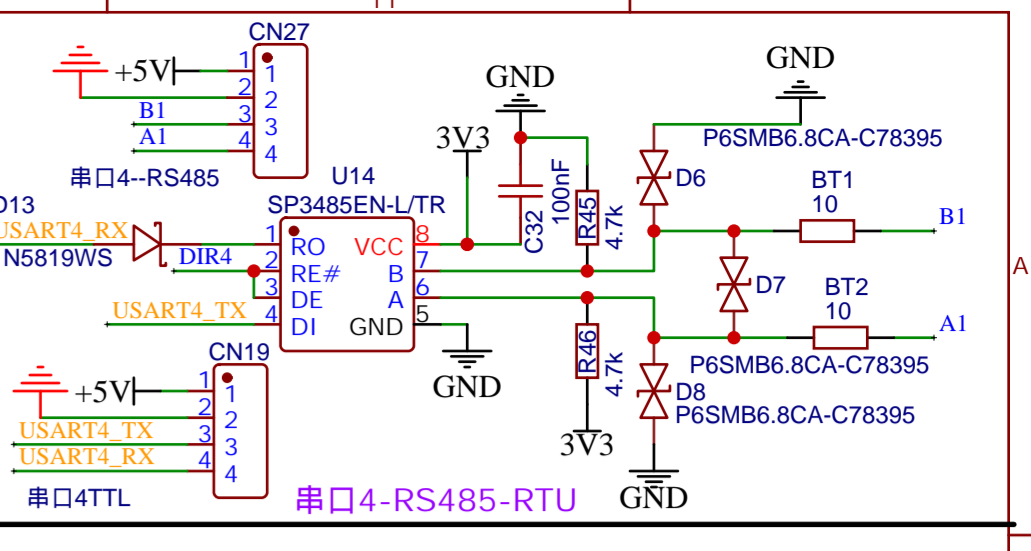 CN27
+5V
1 1
2 2
B1 3 3
A1 4 4
串口4--RS485
GND
3V3
C32
100nF
R45
4.7k
GND
P6SMB6.8CA-C78395
D6
BT1
10
B1
D7
BT2
10
A1
P6SMB6.8CA-C78395
D8
P6SMB6.8CA-C78395
GND
R46
4.7k
3V3
D13
USART4_RX
N5819WS
DIR4
USART4_TX
U14
SP3485EN-L/TR
1 RO VCC 8
2 RE# B 7
3 DE A 6
4 DI GND 5
GND
CN19
+5V
1 1
2 2
USART4_TX 3 3
USART4_RX 4 4
串口4TTL
串口4-RS485-RTU
A